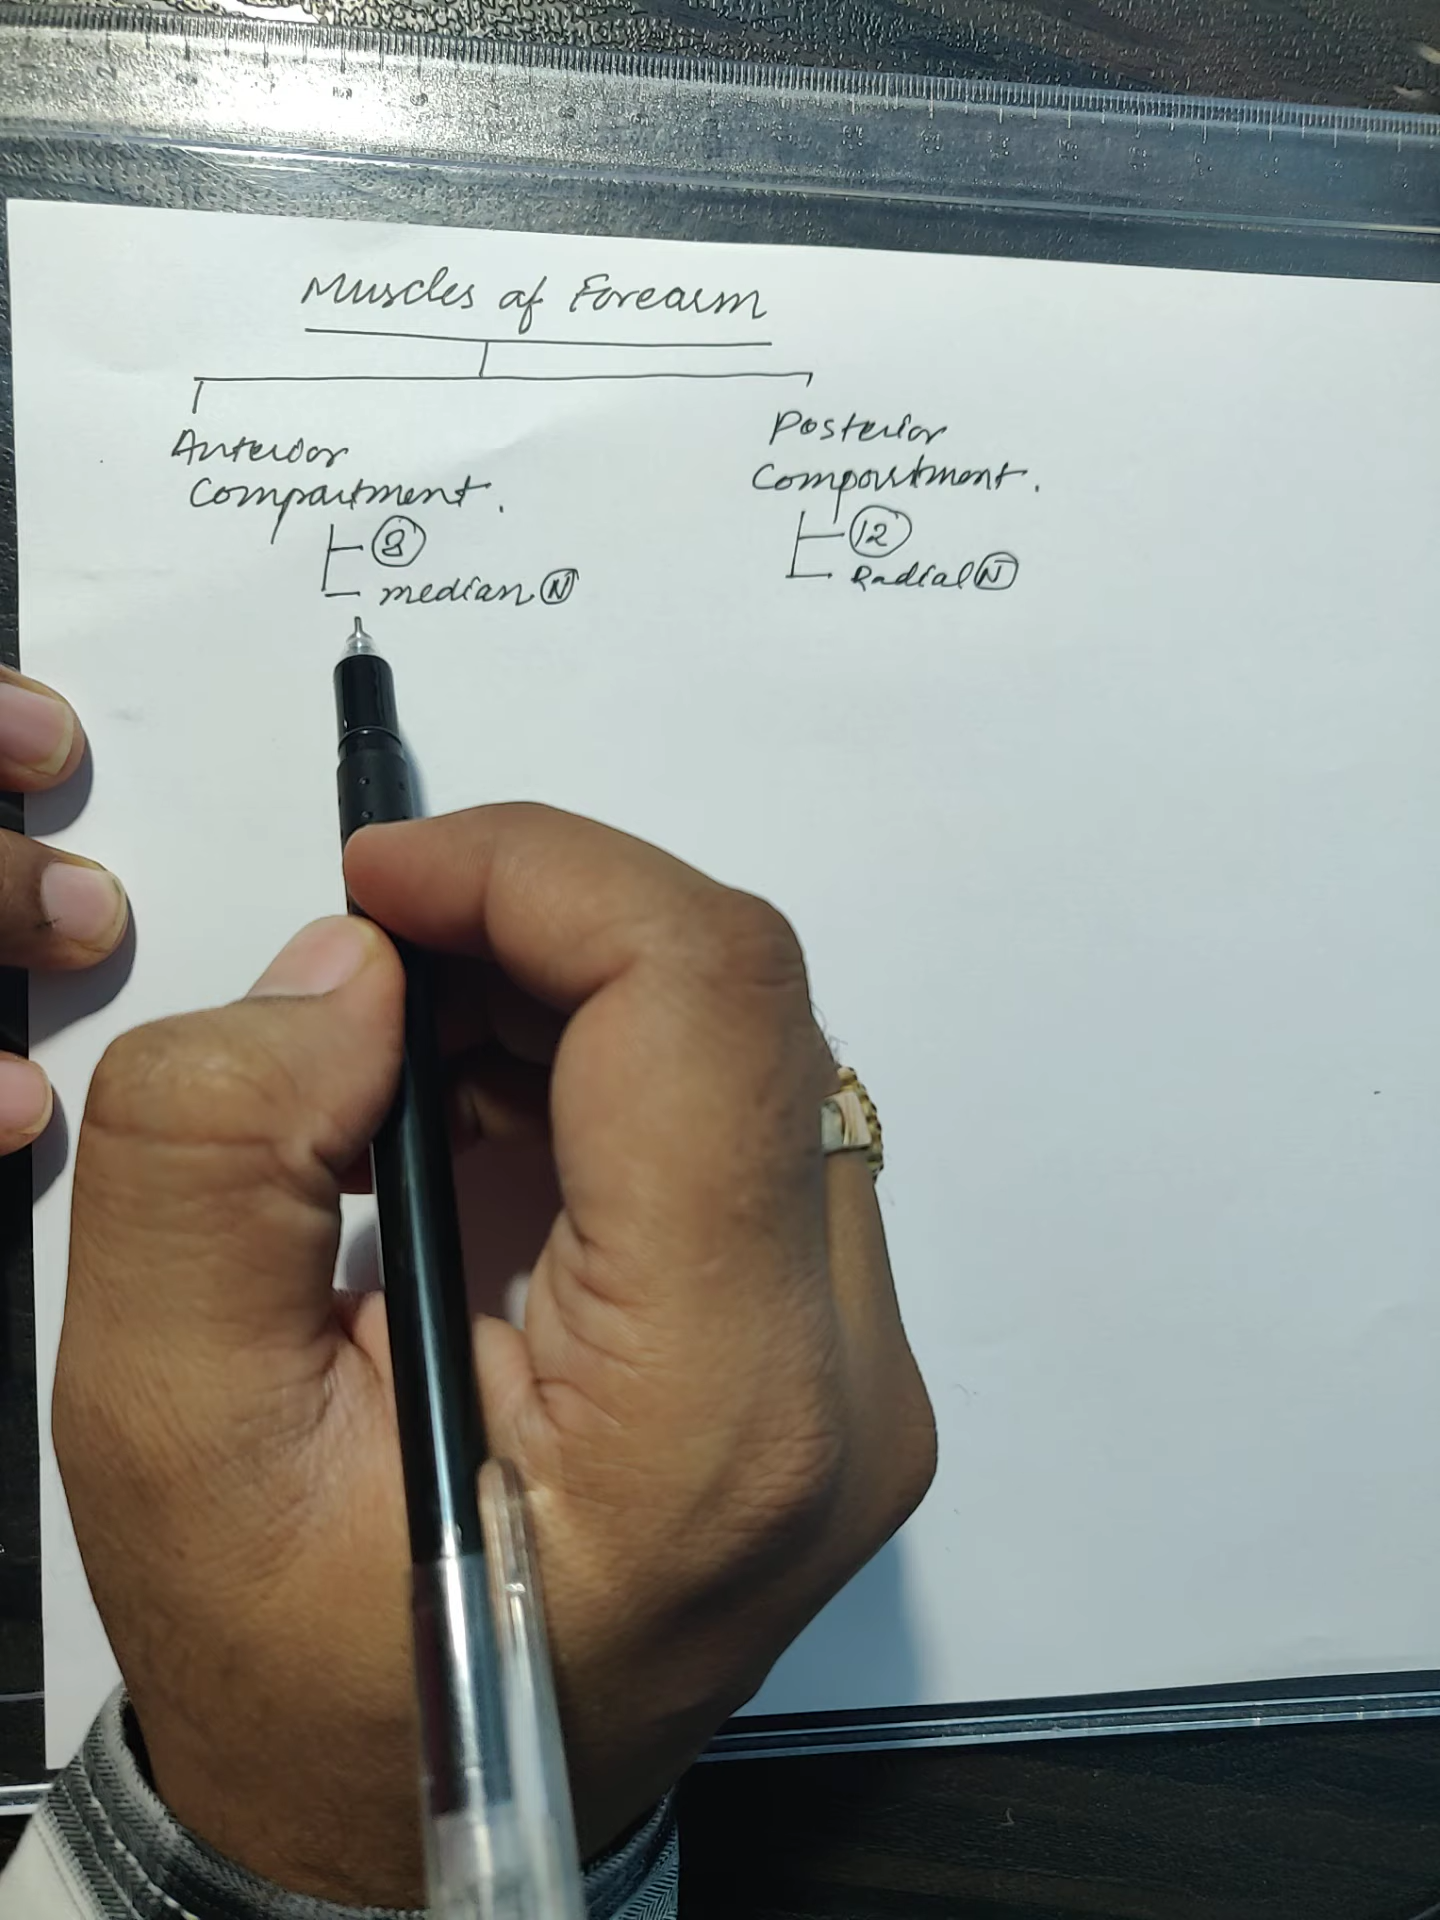 Muscles of Forearm
Anterior
Compartment.
8
median N
Posterior
Compartment.
12
Radial N